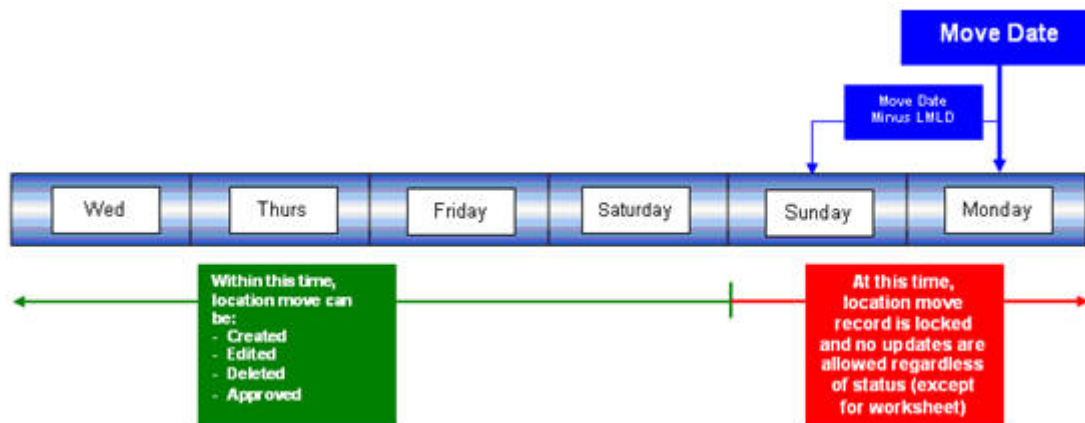 Move Date
Move Date
Minus LMLD
Wed
Thurs
Friday
Saturday
Sunday
Monday
Within this time,
location move can
be:
- Created
- Edited
- Deleted
- Approved
At this time,
location move
record is locked
and no updates are
allowed regardless
of status (except
for worksheet)